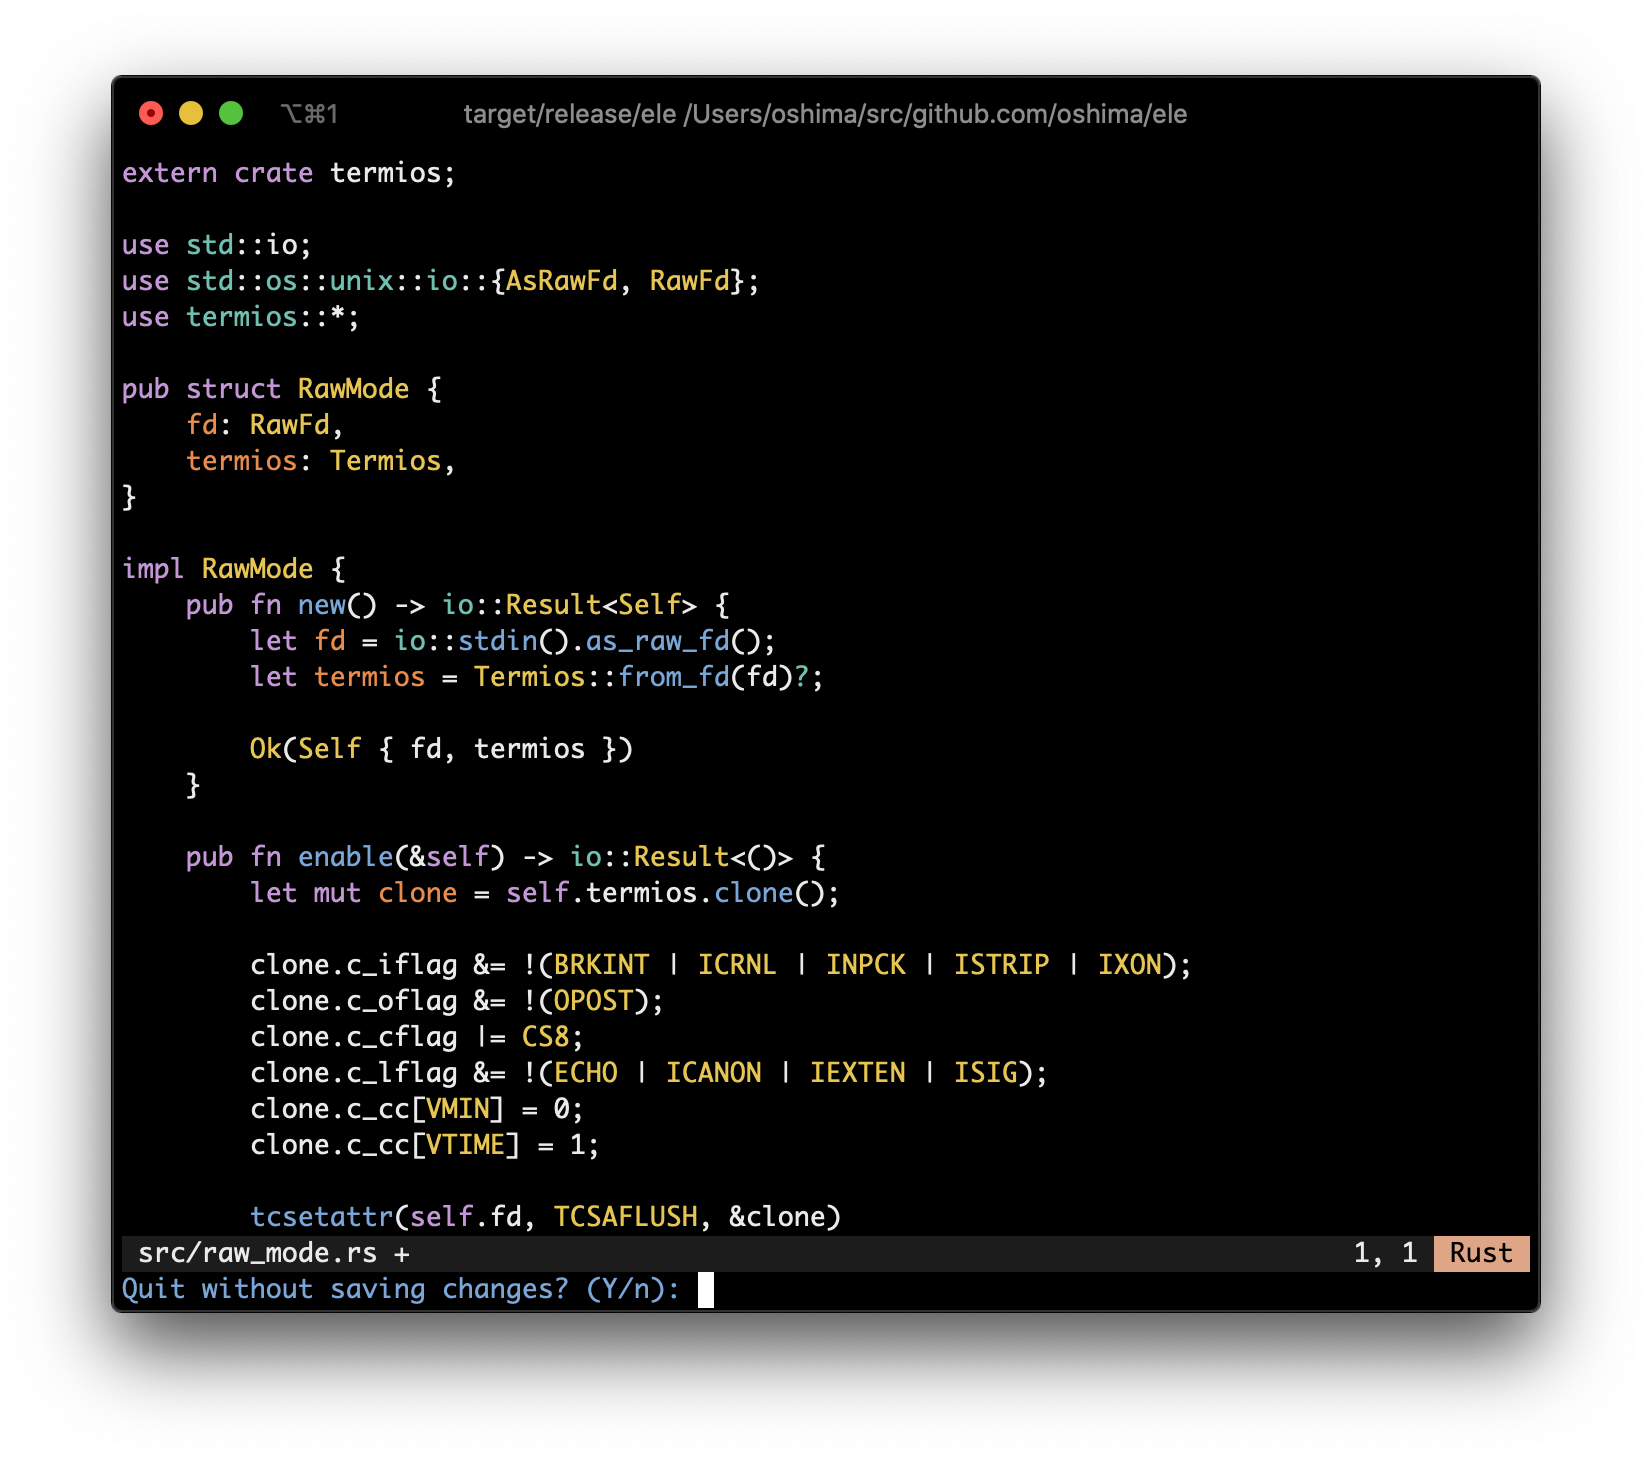 ⌥⌘1 target/release/ele /Users/oshima/src/github.com/oshima/ele
extern crate termios;
use std::io;
use std::os::unix::io::{AsRawFd, RawFd};
use termios::*;
pub struct RawMode {
    fd: RawFd,
    termios: Termios,
}
impl RawMode {
    pub fn new() -> io::Result<Self> {
        let fd = io::stdin().as_raw_fd();
        let termios = Termios::from_fd(fd)?;
        Ok(Self { fd, termios })
    }
    pub fn enable(&self) -> io::Result<()> {
        let mut clone = self.termios.clone();
        clone.c_iflag &= !(BRKINT | ICRNL | INPCK | ISTRIP | IXON);
        clone.c_oflag &= !(OPOST);
        clone.c_cflag |= CS8;
        clone.c_lflag &= !(ECHO | ICANON | IEXTEN | ISIG);
        clone.c_cc[VMIN] = 0;
        clone.c_cc[VTIME] = 1;
        tcsetattr(self.fd, TCSAFLUSH, &clone)
src/raw_mode.rs + 1, 1 Rust
Quit without saving changes? (Y/n):